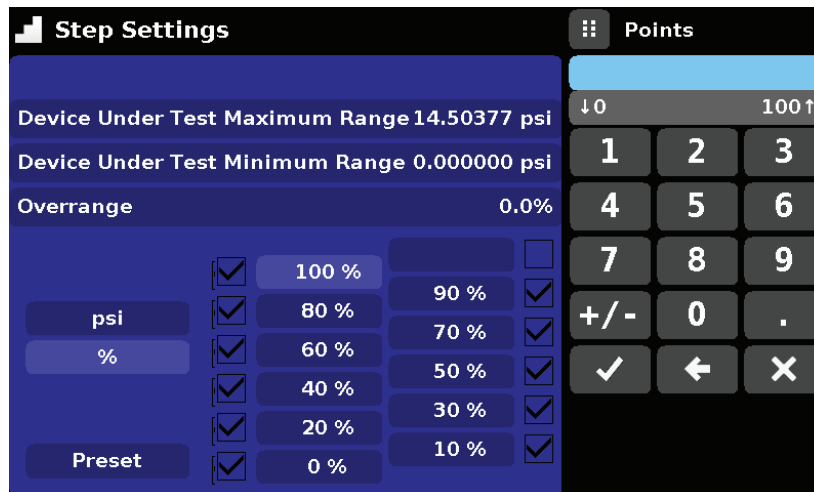 Step Settings
Points
Device Under Test Maximum Range 14.50377 psi
↓0 100↑
Device Under Test Minimum Range 0.000000 psi
Overrange 0.0%
1 2 3
4 5 6
7 8 9
+/- 0 .
100 %
90 %
psi
80 %
70 %
%
60 %
50 %
40 %
30 %
20 %
10 %
Preset
0 %